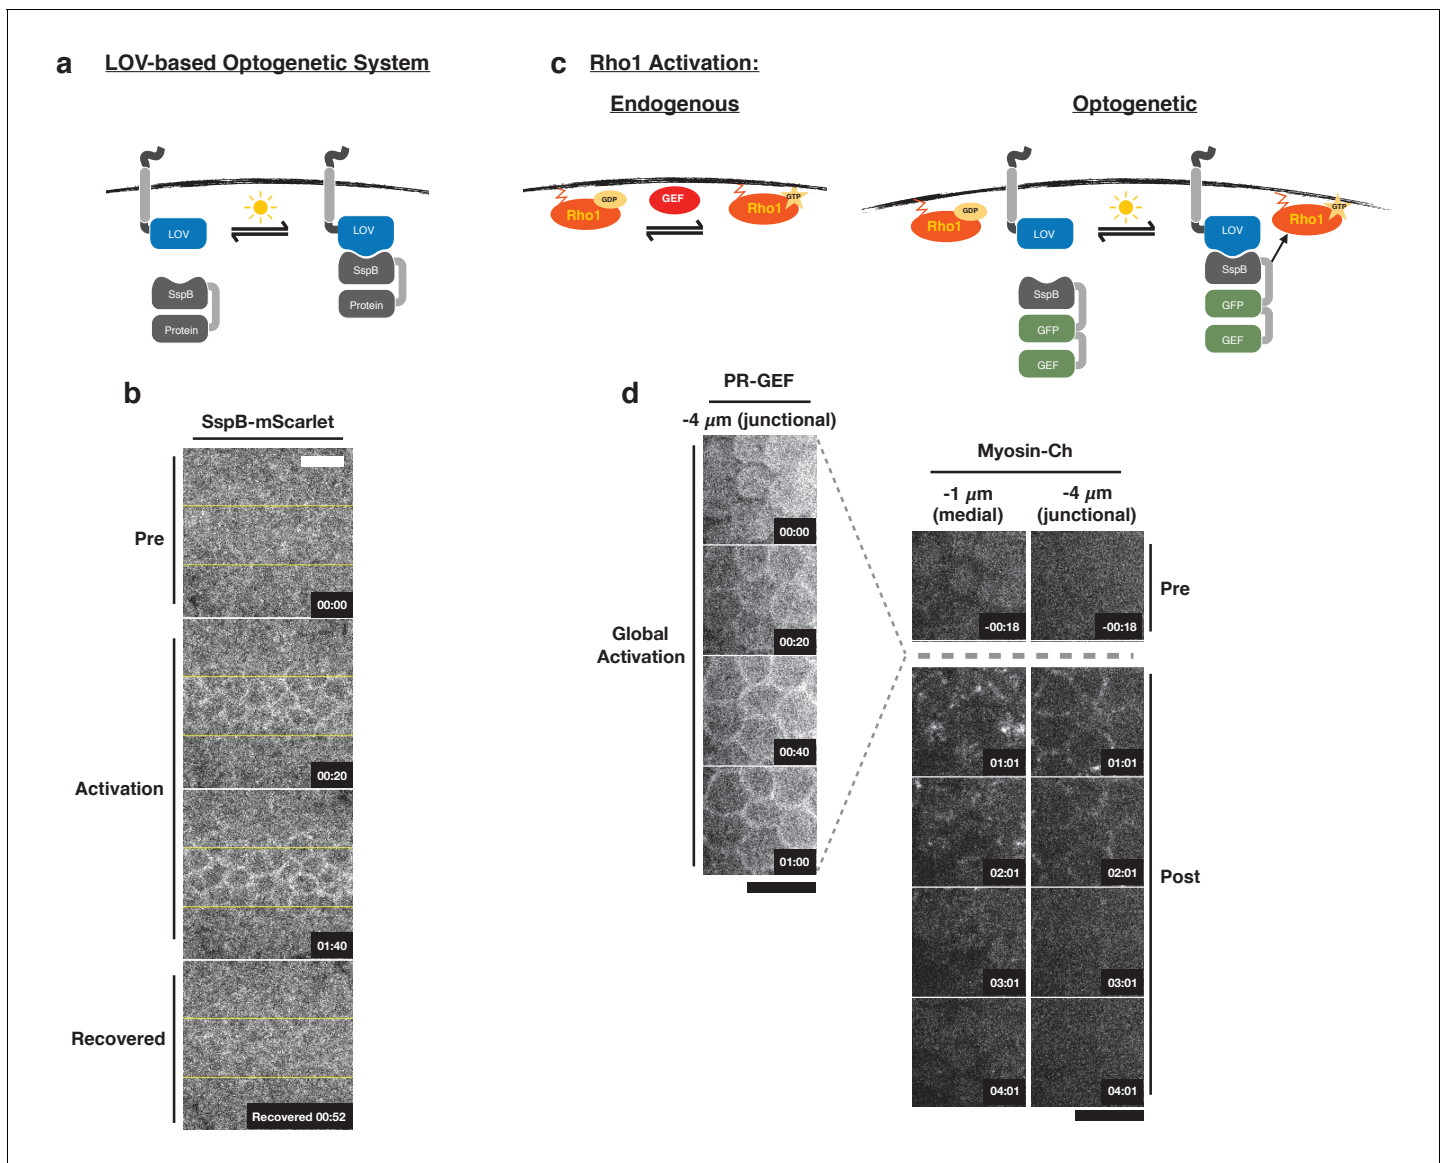 a LOV-based Optogenetic System
LOV
SspB
Protein
LOV
SspB
Protein
b
SspB-mScarlet
Pre
00:00
Activation
00:20
01:40
Recovered
Recovered 00:52
c Rho1 Activation:
Endogenous
Rho1
GDP
GEF
Rho1
GTP
Optogenetic
Rho1
GDP
LOV
SspB
GFP
GEF
LOV
SspB
GFP
GEF
Rho1
GTP
d
PR-GEF
-4 µm (junctional)
Global
Activation
00:00
00:20
00:40
01:00
Myosin-Ch
-1 µm
(medial)
-4 µm
(junctional)
-00:18
-00:18
Pre
01:01
01:01
02:01
02:01
Post
03:01
03:01
04:01
04:01